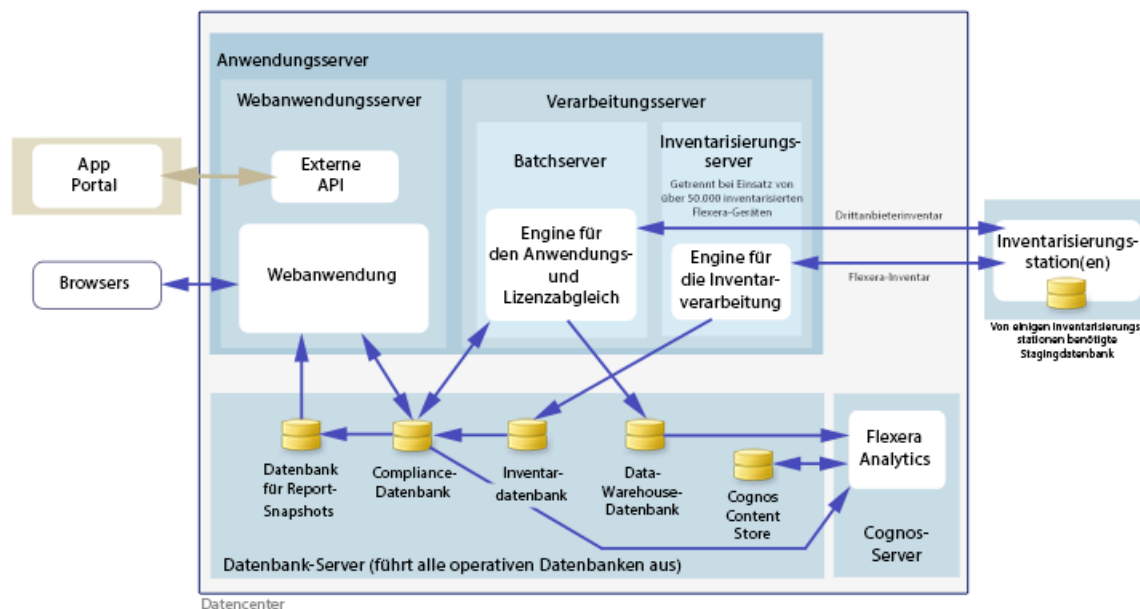 Anwendungsserver
Webanwendungsserver
Verarbeitungsserver
App
Portal
Externe
API
Batchserver
Inventarisierungs-
server
Getrennt bei Einsatz von
über 50.000 inventarisierten
Flexera-Geräten
Browsers
Webanwendung
Engine für
den Anwendungs-
und
Lizenzabgleich
Engine für
die Inventar-
verarbeitung
Drittanbieterinventar
Flexera-Inventar
Inventarisierungs-
station(en)
Von einigen Inventarisierungs
stationen benötigte
Stagingdatenbank
Datenbank
für Report-
Snapshots
Compliance-
Datenbank
Inventar-
datenbank
Data-
Warehouse-
Datenbank
Cognos
Content
Store
Flexera
Analytics
Cognos-
Server
Datenbank-Server (führt alle operativen Datenbanken aus)
Datencenter